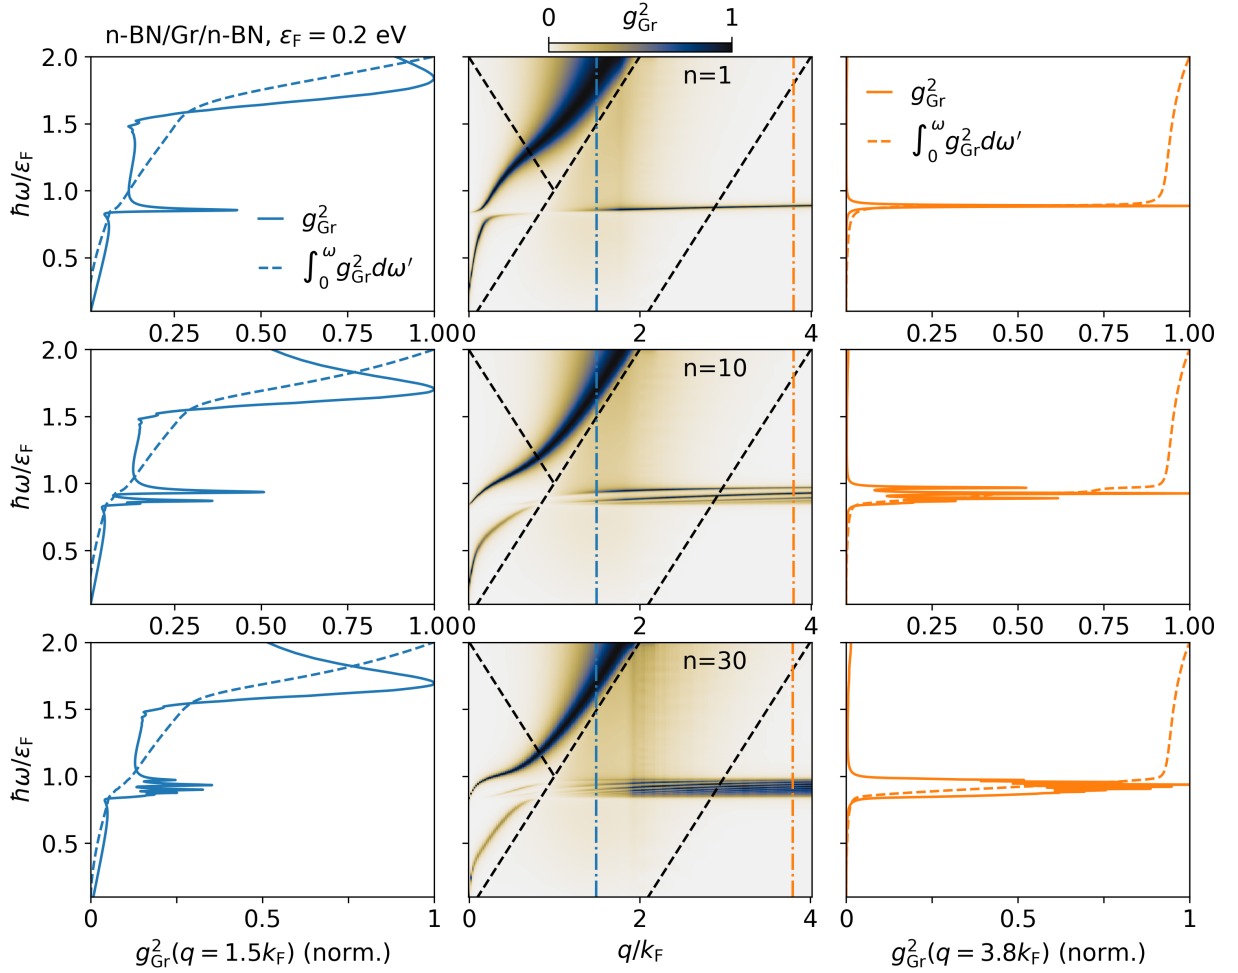 n-BN/Gr/n-BN, εF = 0.2 eV
0 g²Gr 1
2.0
1.5
1.0
0.5
ħω/εF
g²Gr
∫₀^ω g²Gr dω′
0.25 0.50 0.75 1.00
n=1
0 2 4
g²Gr
∫₀^ω g²Gr dω′
0.25 0.50 0.75 1.00
2.0
1.5
1.0
0.5
ħω/εF
0.25 0.50 0.75 1.00
n=10
0 2 4
0.25 0.50 0.75 1.00
2.0
1.5
1.0
0.5
ħω/εF
0 0.5 1
g²Gr(q = 1.5kF) (norm.)
n=30
0 2 4
q/kF
0 0.5 1
g²Gr(q = 3.8kF) (norm.)